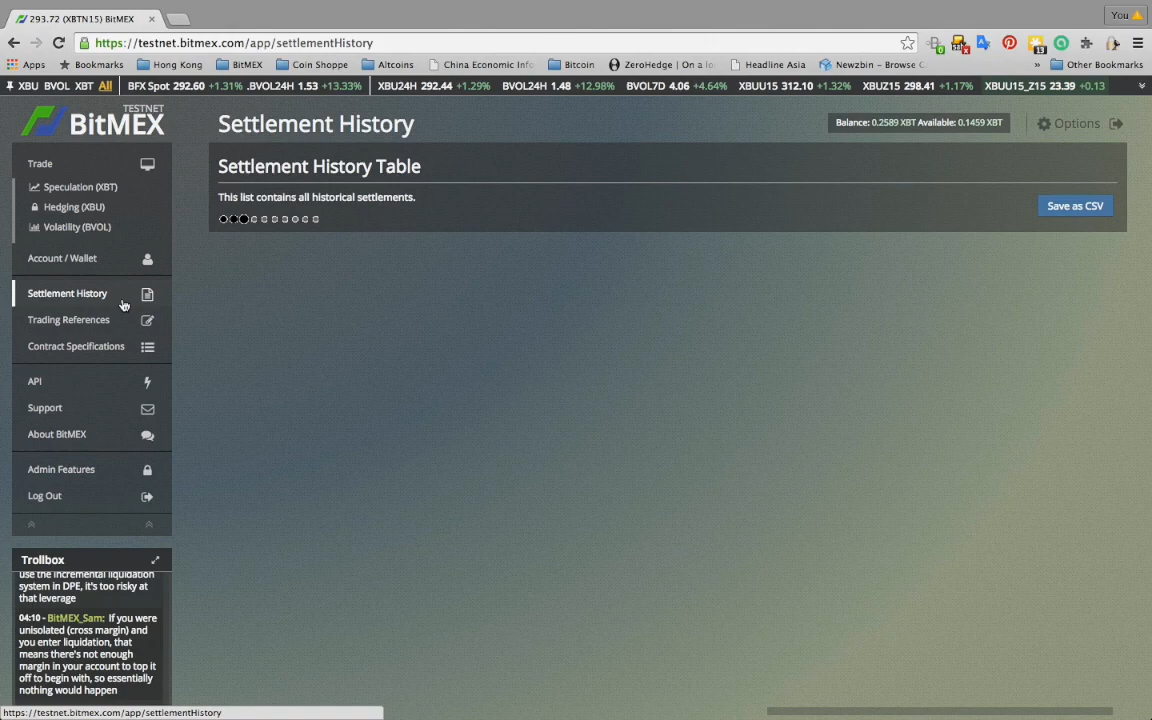 293.72 (XBTN15) BitMEX
You
https://testnet.bitmex.com/app/settlementHistory
Apps Bookmarks Hong Kong BitMEX Coin Shoppe Altcoins China Economic Info Bitcoin ZeroHedge | On a lo Headline Asia Newzbin – Browse C » Other Bookmarks
XBU BVOL XBT All BFX Spot 292.60 +1.31% .BVOL24H 1.53 +13.33% XBU24H 292.44 +1.29% BVOL24H 1.48 +12.98% BVOL7D 4.06 +4.64% XBUU15 312.10 +1.32% XBUZ15 298.41 +1.17% XBUU15_Z15 23.39 +0.13
TESTNET
BitMEX
Settlement History
Balance: 0.2589 XBT Available: 0.1459 XBT
Options
Trade
Speculation (XBT)
Hedging (XBU)
Volatility (BVOL)
Account / Wallet
Settlement History
Trading References
Contract Specifications
API
Support
About BitMEX
Admin Features
Log Out
Settlement History Table
This list contains all historical settlements.
Save as CSV
Trollbox
use the incremental liquidation
system in DPE, it's too risky at
that leverage
04:10 - BitMEX_Sam: If you were
unisolated (cross margin) and
you enter liquidation, that
means there's not enough
margin in your account to top it
off to begin with, so essentially
nothing would happen
https://testnet.bitmex.com/app/settlementHistory